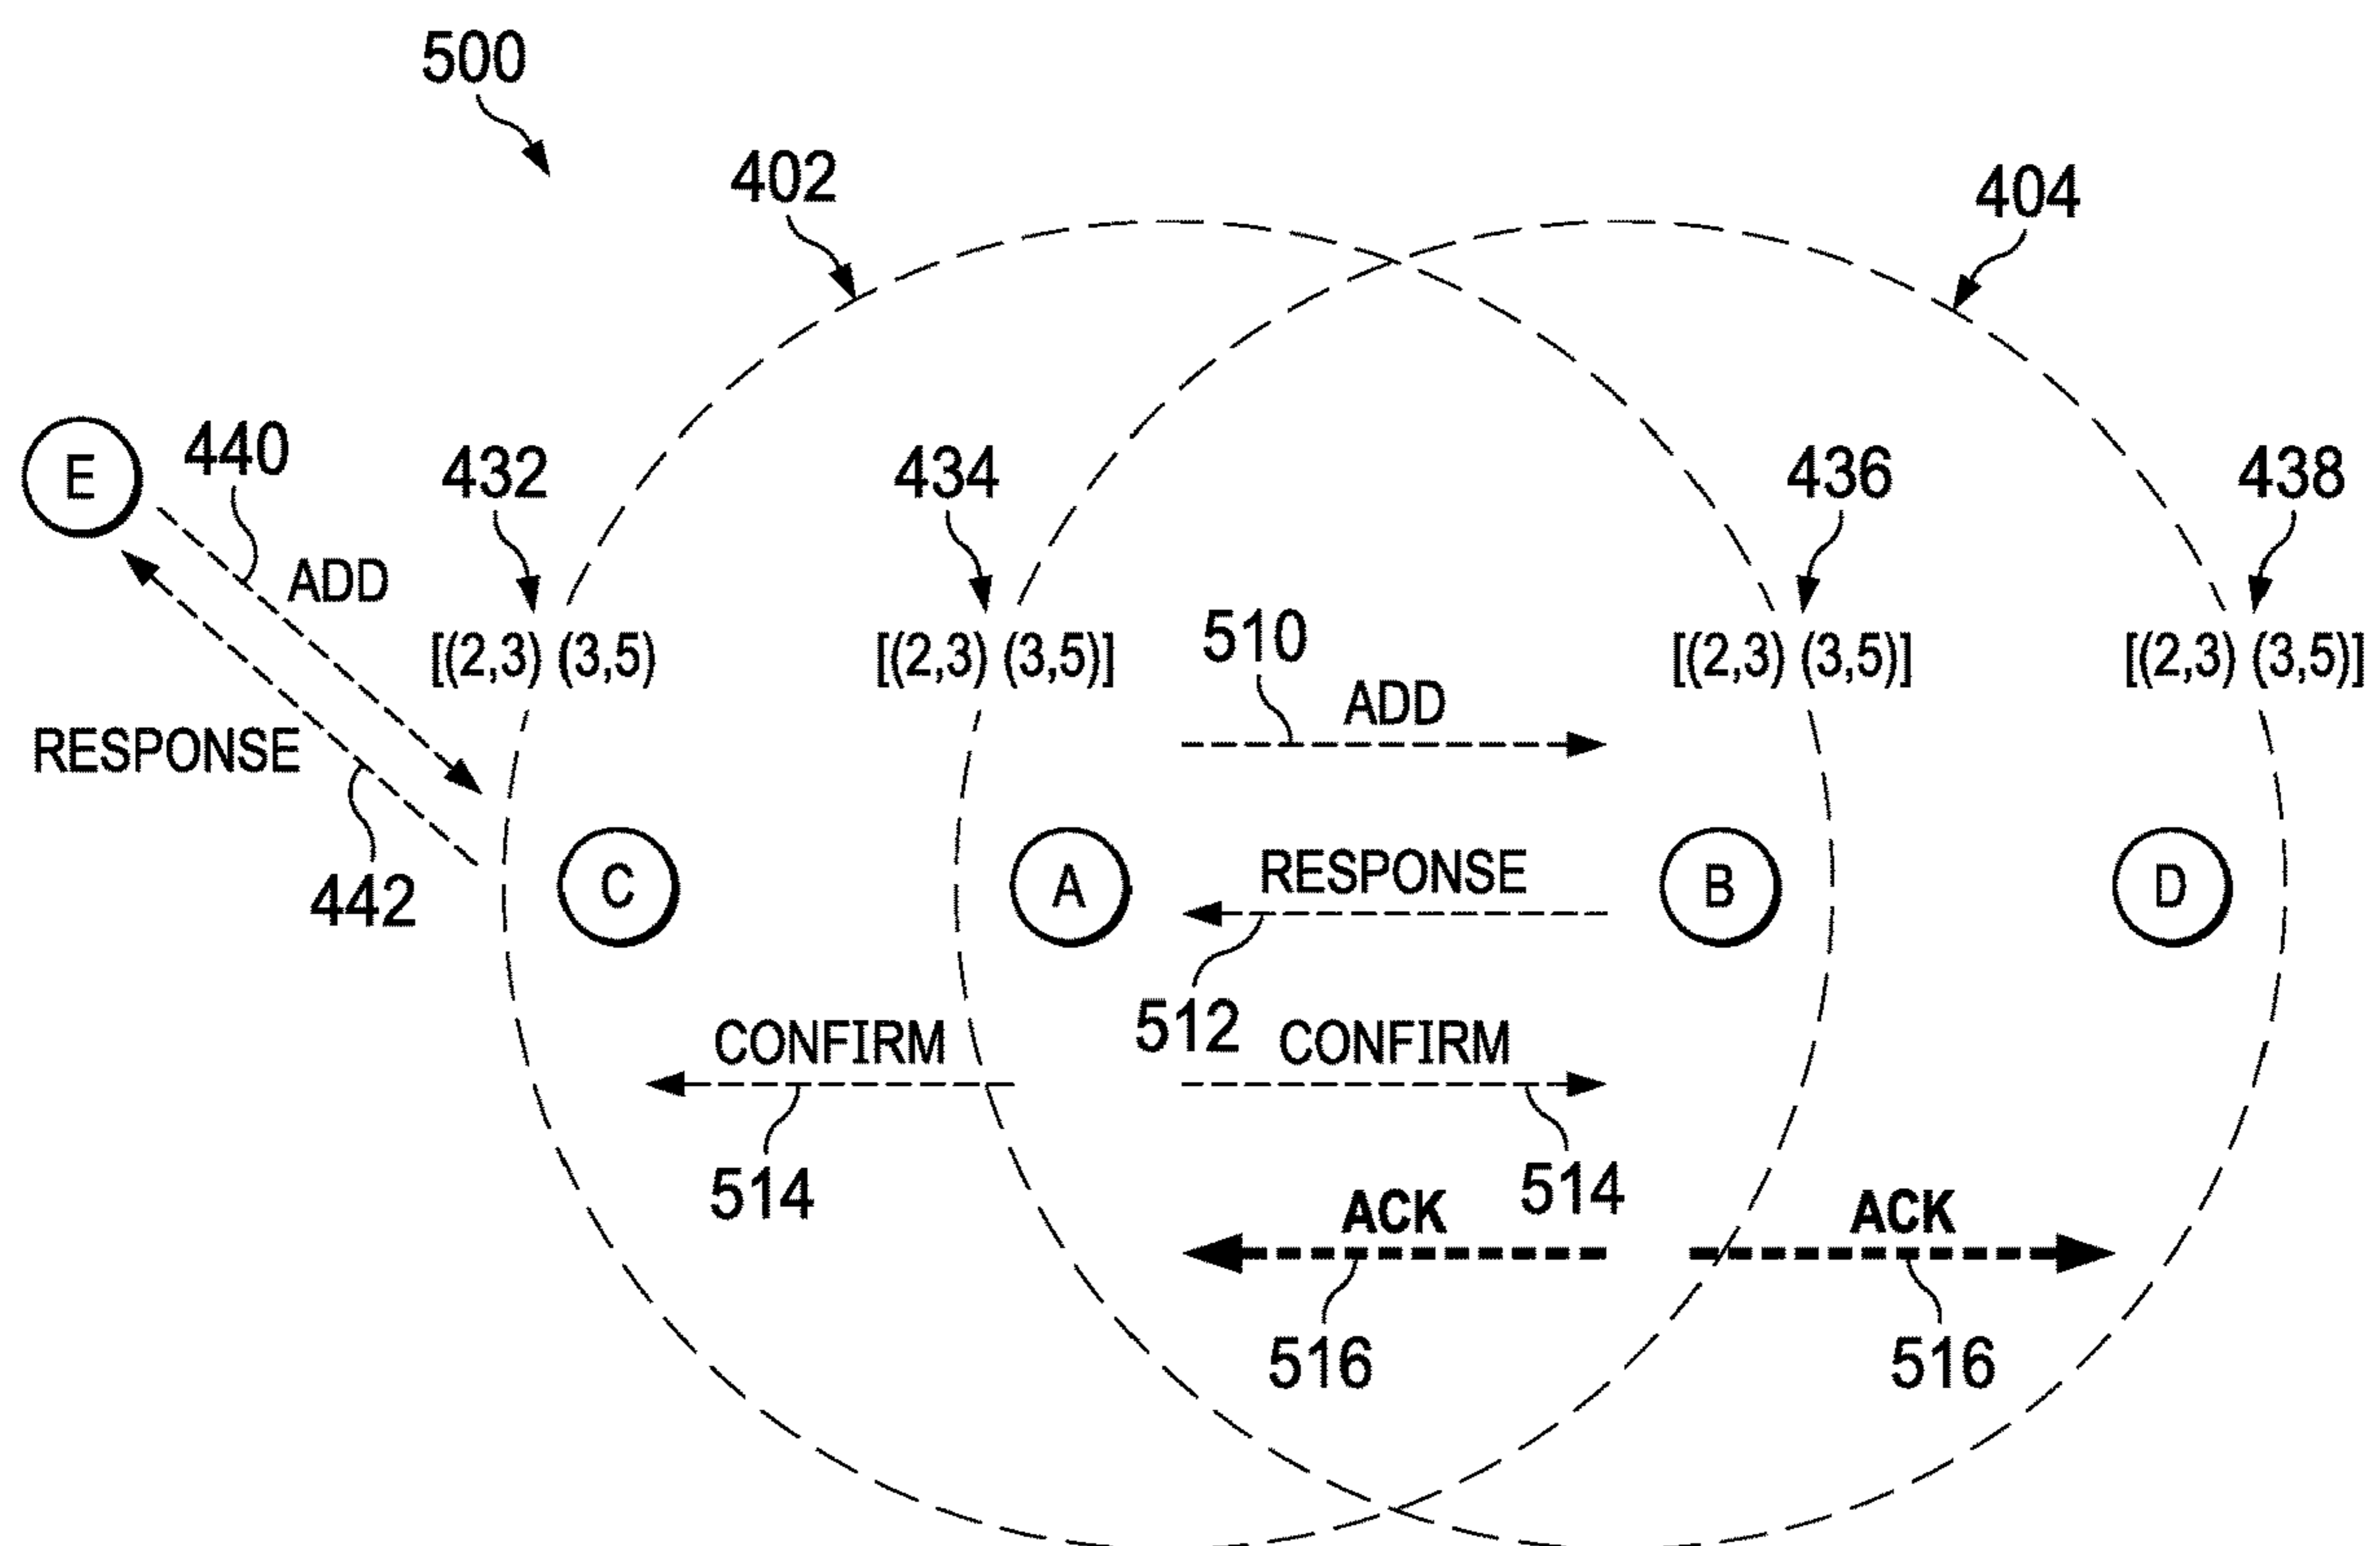 500
402
404
E
440
432
434
436
438
ADD
[(2,3) (3,5)
[(2,3) (3,5)]
[(2,3) (3,5)]
[(2,3) (3,5)]
510
ADD
RESPONSE
442
C
A
RESPONSE
B
D
512
CONFIRM
CONFIRM
514
514
ACK
ACK
516
516